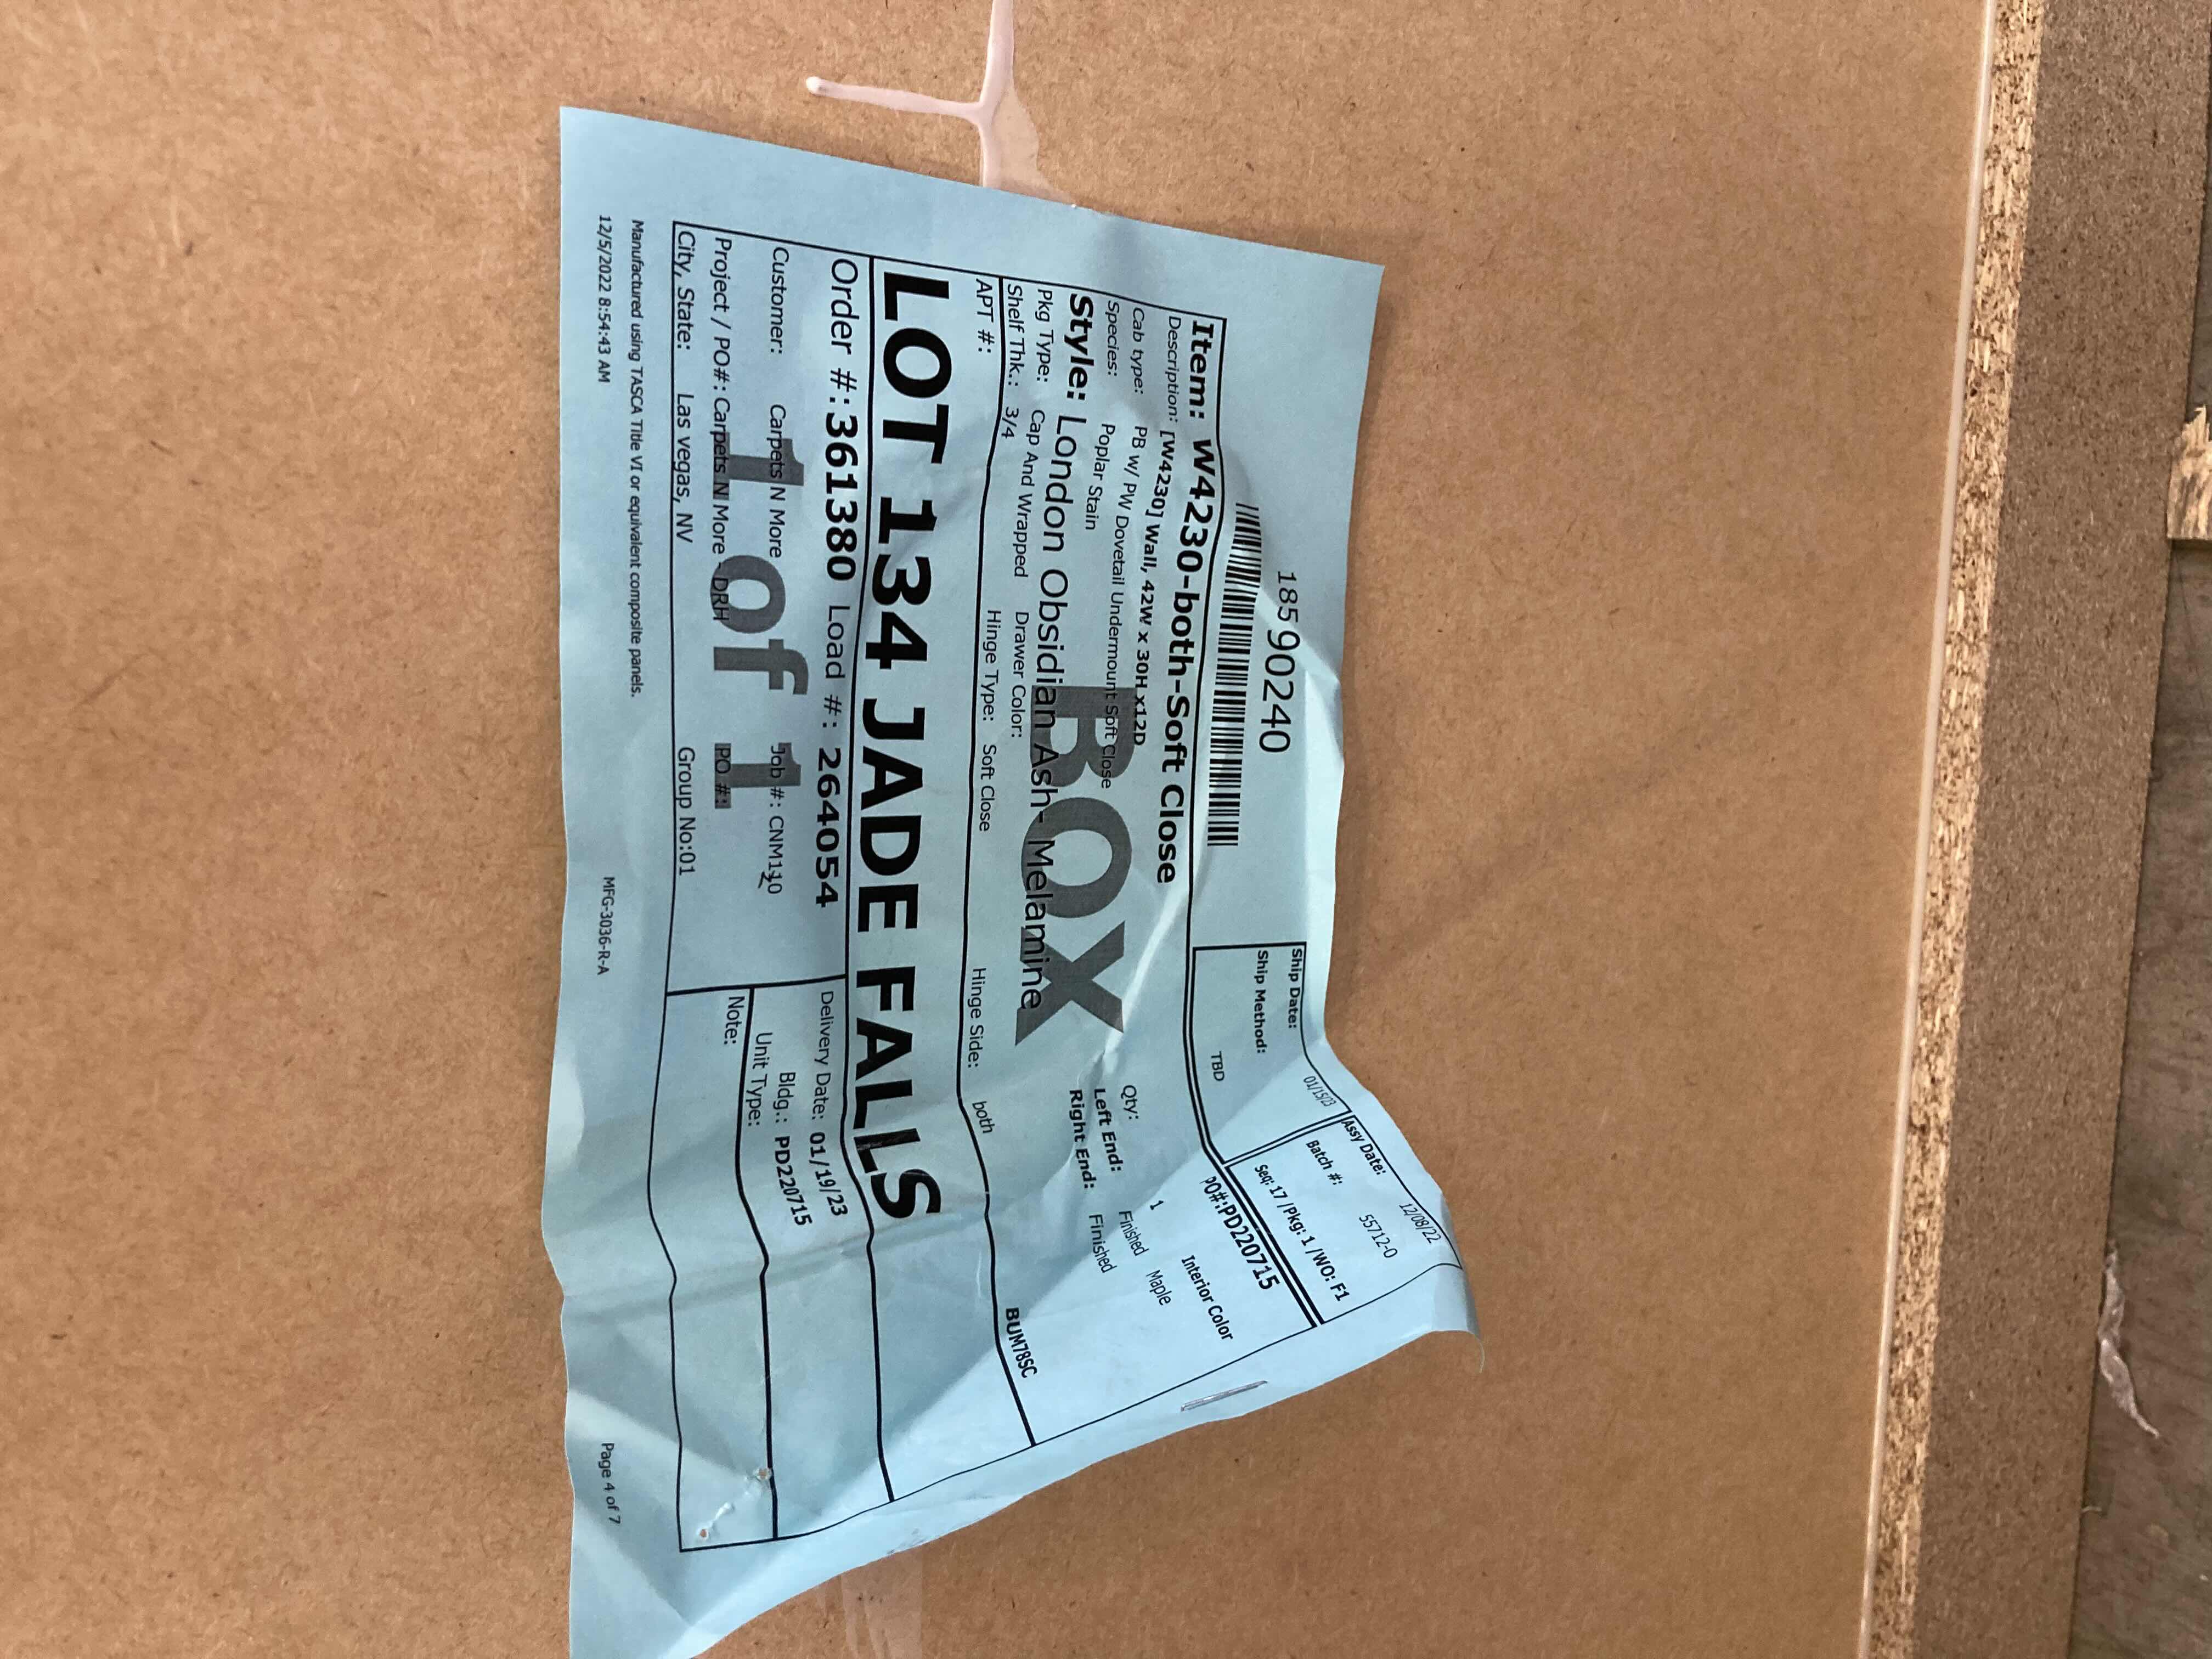 18590240
Ship Date: 01/15/03
Ship Method:
TBD
Assy Date: 12/08/22
Batch #: 55712-0
Seq: 17 /Pkg: 1 /WO: F1
PO#:PD220715
Item: W4230-both-Soft Close
Description: [W4230] Wall, 42W x 30H x12D
Cab type: PB w/ PW Dovetail Undermount Soft Close
Species: Poplar Stain
Style: London Obsidian Ash- Melamine
Pkg Type: Cap And Wrapped Drawer Color:
Shelf Thk.: 3/4 Hinge Type: Soft Close Hinge Side: both
APT #:
BOX
Interior Color
Qty: 1 Maple
Left End: Finished
Right End: Finished
BUM78SC
LOT 134 JADE FALLS
Order #:361380 Load #: 264054
Customer: Carpets N More Job #: CNM110
Project / PO#: Carpets N More - DRH PO #:
City, State: Las vegas, NV Group No:01
1 of 1
Delivery Date: 01/19/23
Bldg.: PD220715
Unit Type:
Note:
Manufactured using TASCA Title VI or equivalent composite panels.
12/5/2022 8:54:43 AM MFG-3036-R-A Page 4 of 7